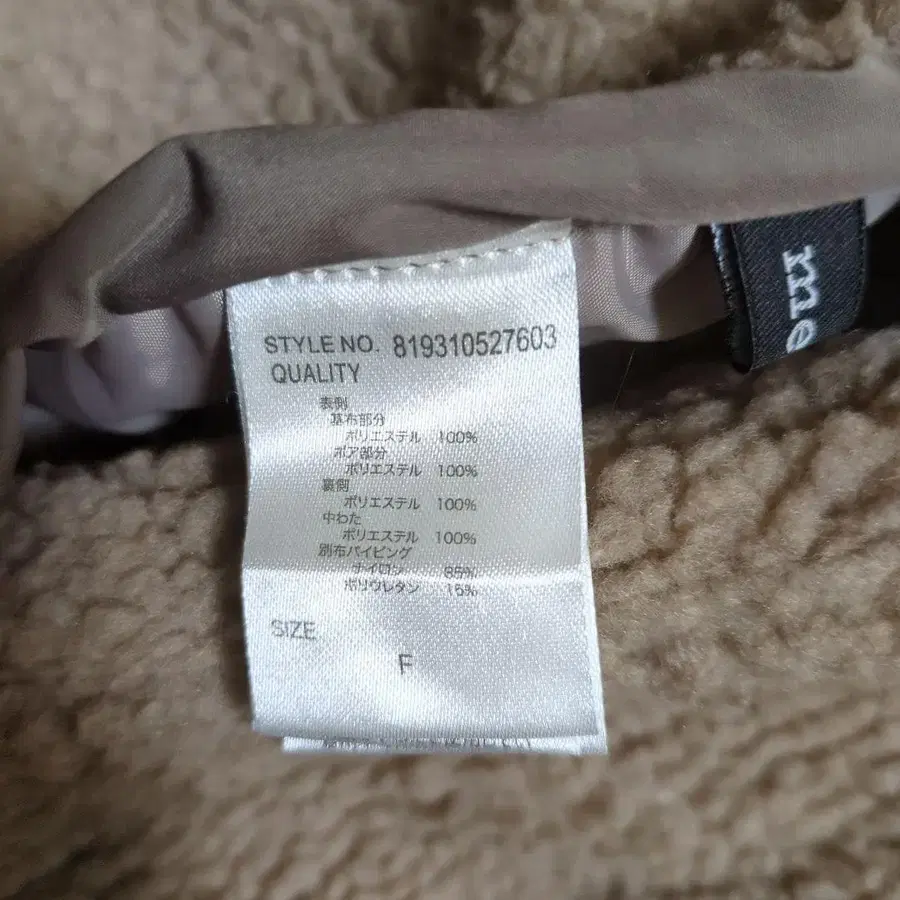 STYLE NO. 819310527603
QUALITY
表側
基布部分
ポリエステル 100%
ボア部分
ポリエステル 100%
裏側
ポリエステル 100%
中わた
ポリエステル 100%
別布パイピング
ナイロン 85%
ポリウレタン 15%
SIZE
F
me